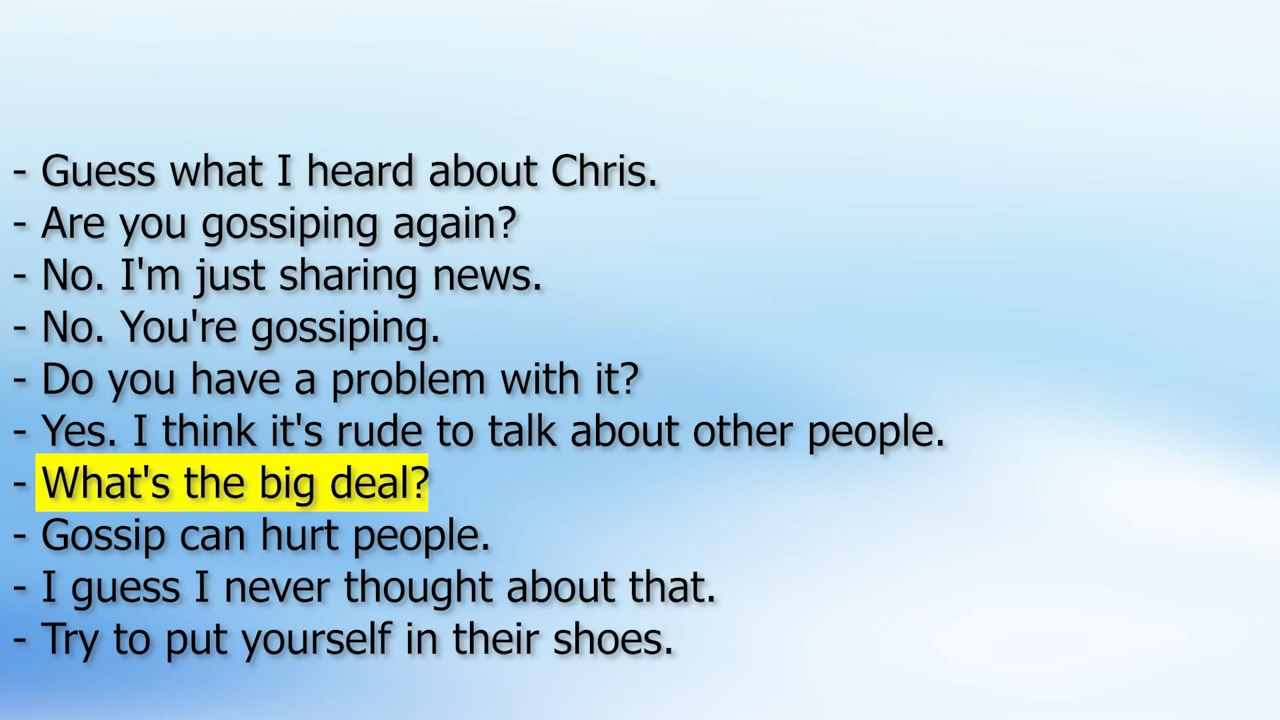 - Guess what I heard about Chris.
- Are you gossiping again?
- No. I'm just sharing news.
- No. You're gossiping.
- Do you have a problem with it?
- Yes. I think it's rude to talk about other people.
- What's the big deal?
- Gossip can hurt people.
- I guess I never thought about that.
- Try to put yourself in their shoes.